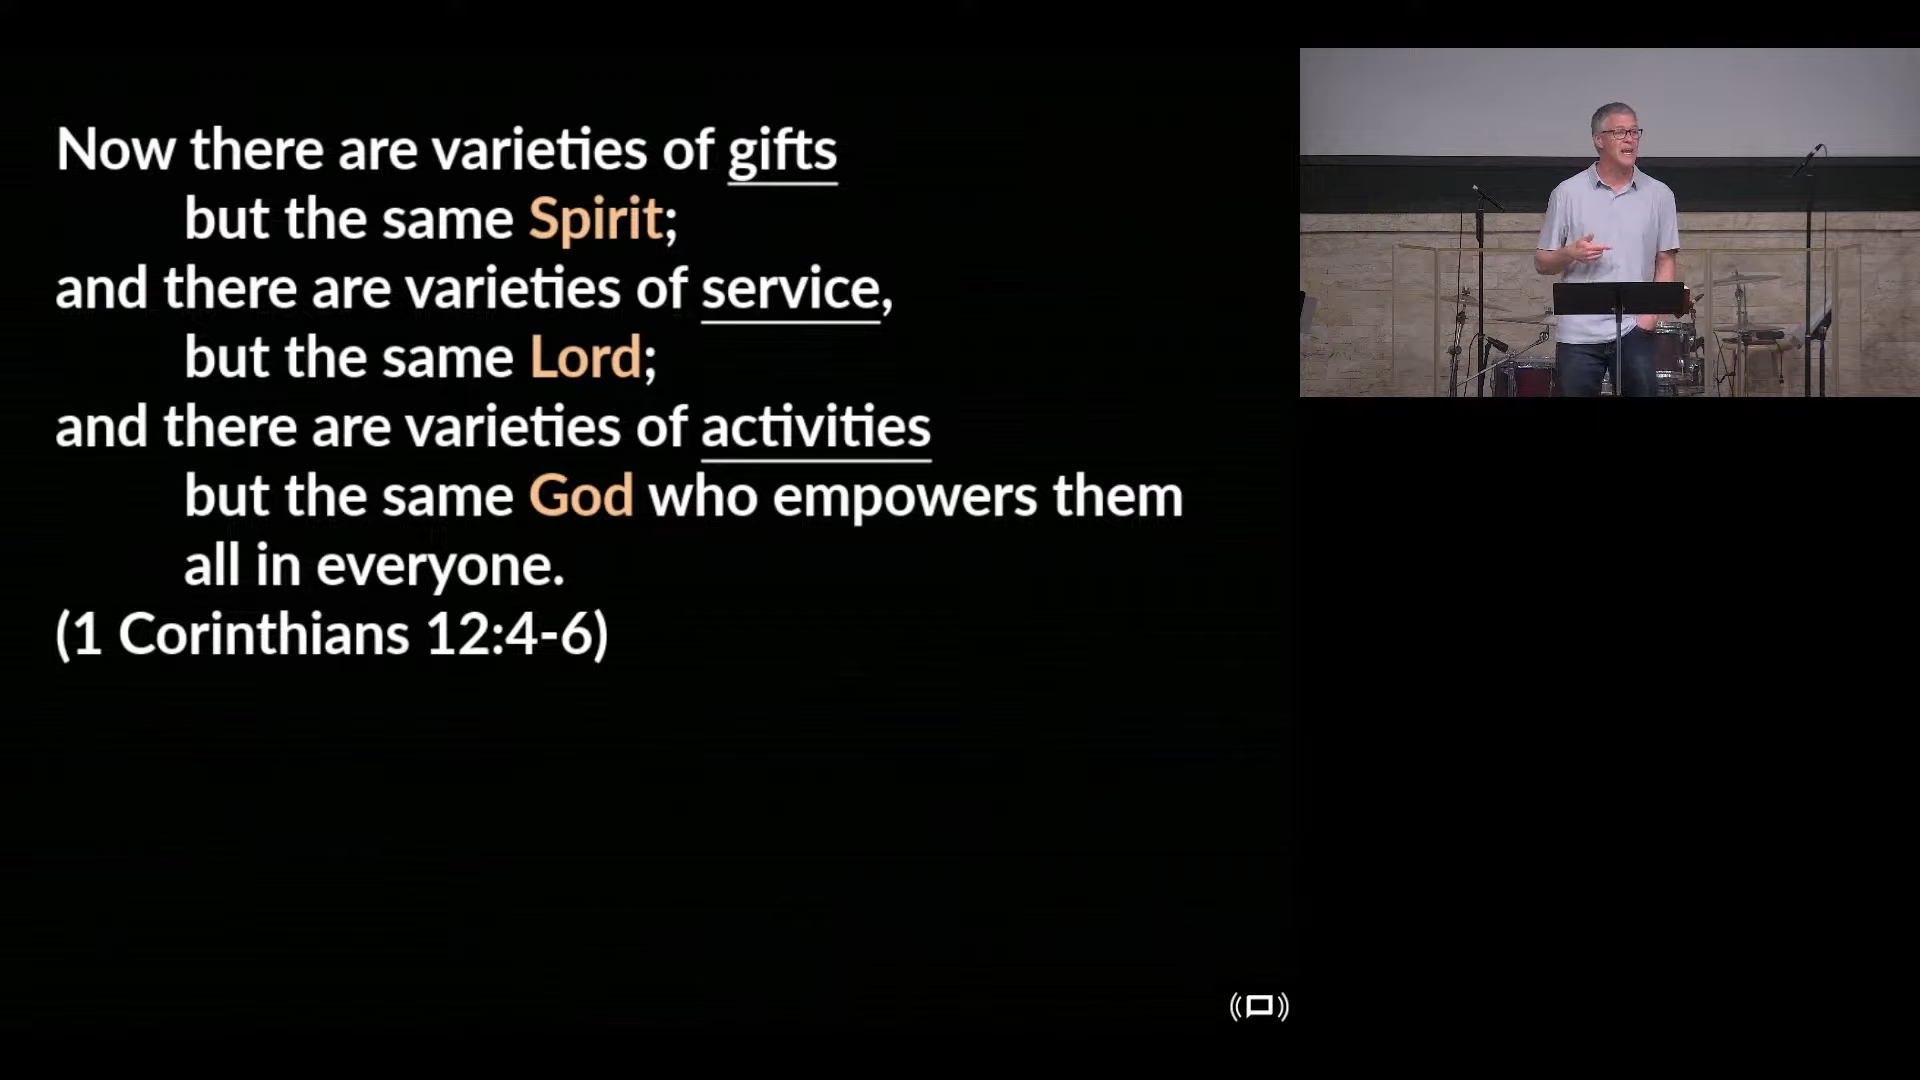 Now there are varieties of gifts
but the same Spirit;
and there are varieties of service,
but the same Lord;
and there are varieties of activities
but the same God who empowers them
all in everyone.
(1 Corinthians 12:4-6)